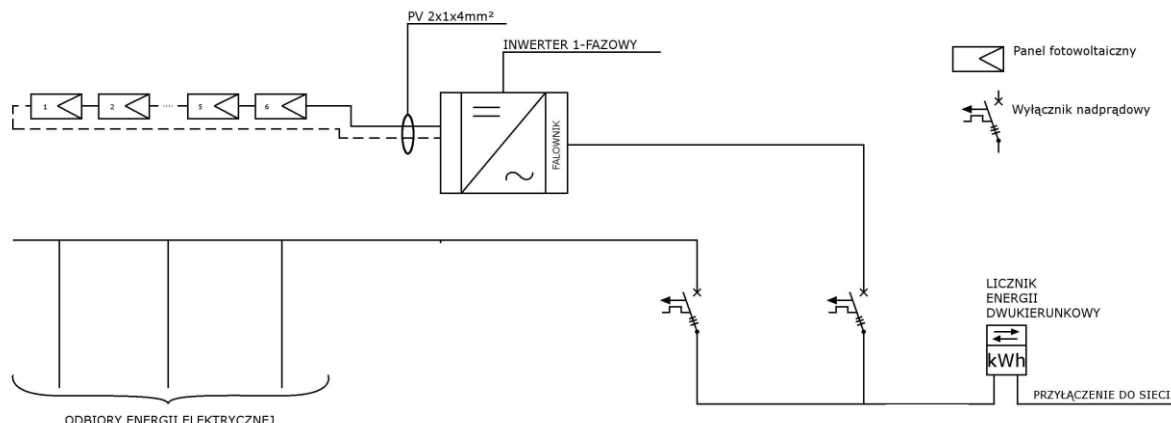 PV 2x1x4mm²
INWERTER 1-FAZOWY
Panel fotowoltaiczny
1
2
5
6
Wyłącznik nadprądowy
FALOWNIK
LICZNIK
ENERGII
DWUKIERUNKOWY
kWh
PRZYŁĄCZENIE DO SIECI
ODBIORY ENERGII ELEKTRYCZNEJ